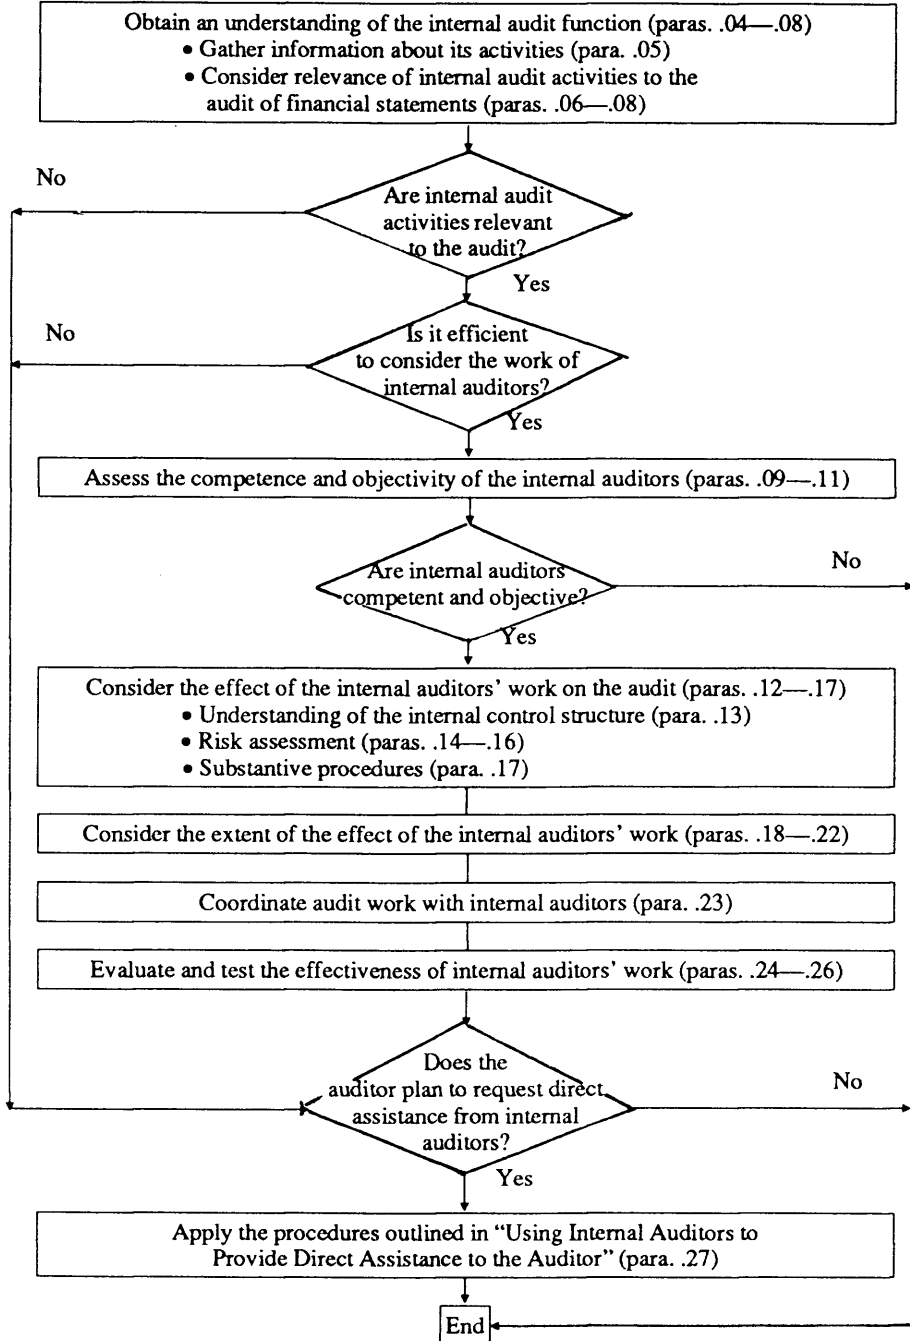 Obtain an understanding of the internal audit function (paras. .04—.08)
• Gather information about its activities (para. .05)
• Consider relevance of internal audit activities to the
audit of financial statements (paras. .06—.08)
No
Are internal audit
activities relevant
to the audit?
Yes
No
Is it efficient
to consider the work of
internal auditors?
Yes
Assess the competence and objectivity of the internal auditors (paras. .09—.11)
No
Are internal auditors
competent and objective?
Yes
Consider the effect of the internal auditors' work on the audit (paras. .12—.17)
• Understanding of the internal control structure (para. .13)
• Risk assessment (paras. .14—.16)
• Substantive procedures (para. .17)
Consider the extent of the effect of the internal auditors' work (paras. .18—.22)
Coordinate audit work with internal auditors (para. .23)
Evaluate and test the effectiveness of internal auditors' work (paras. .24—.26)
Does the
auditor plan to request direct
assistance from internal
auditors?
No
Yes
Apply the procedures outlined in “Using Internal Auditors to
Provide Direct Assistance to the Auditor” (para. .27)
End